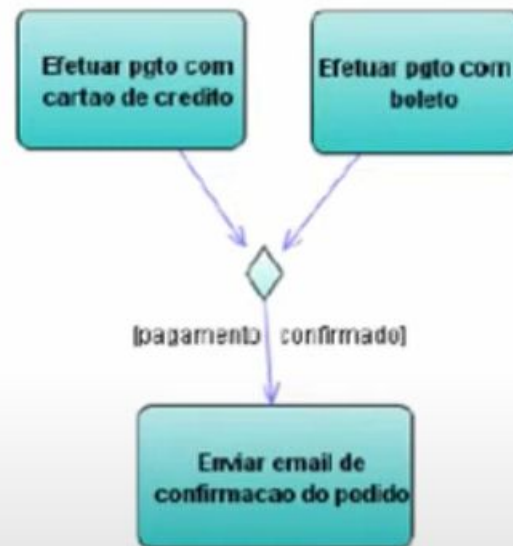 Efetuar pgto com
cartao de credito
Efetuar pgto com
boleto
[pagamento confirmado]
Enviar email de
confirmacao do pedido